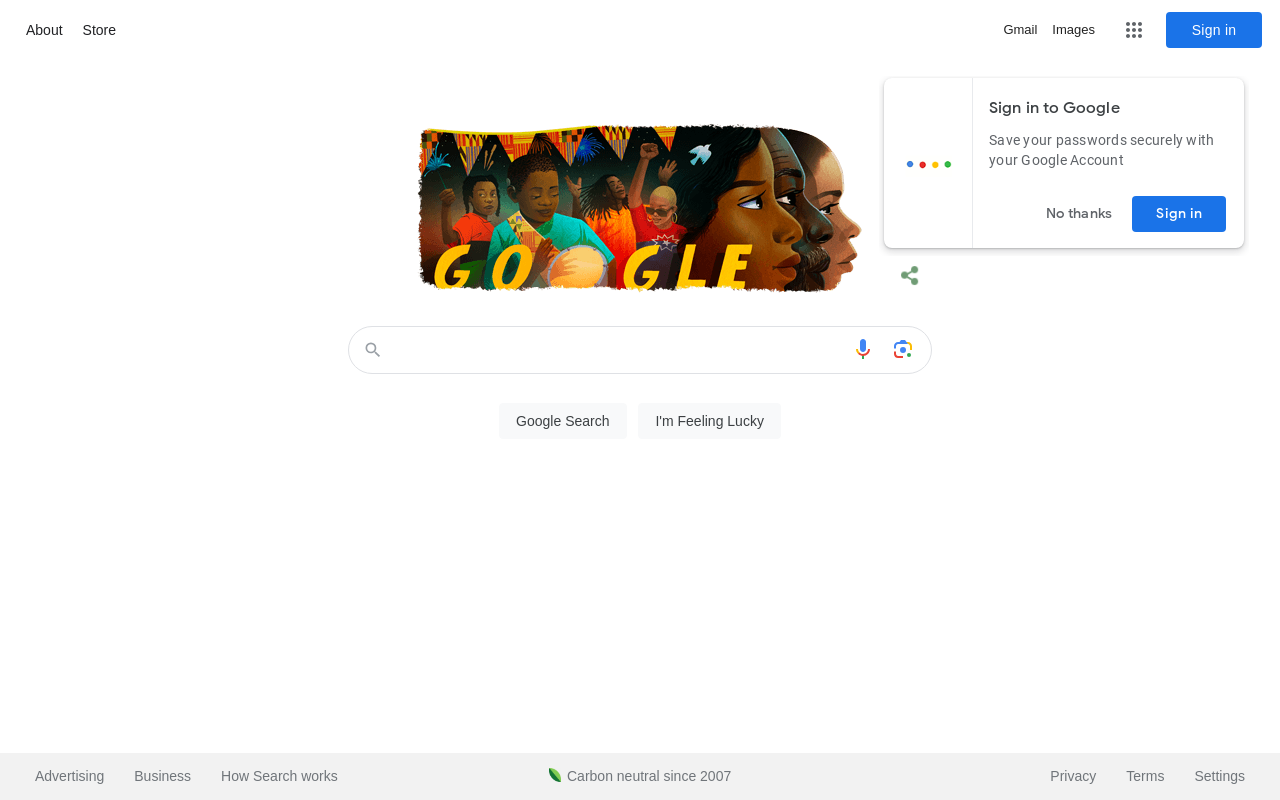 About Store
Gmail Images
Sign in
Sign in to Google
Save your passwords securely with
your Google Account
No thanks Sign in
GO GLE
Google Search I'm Feeling Lucky
Advertising Business How Search works
Carbon neutral since 2007
Privacy Terms Settings